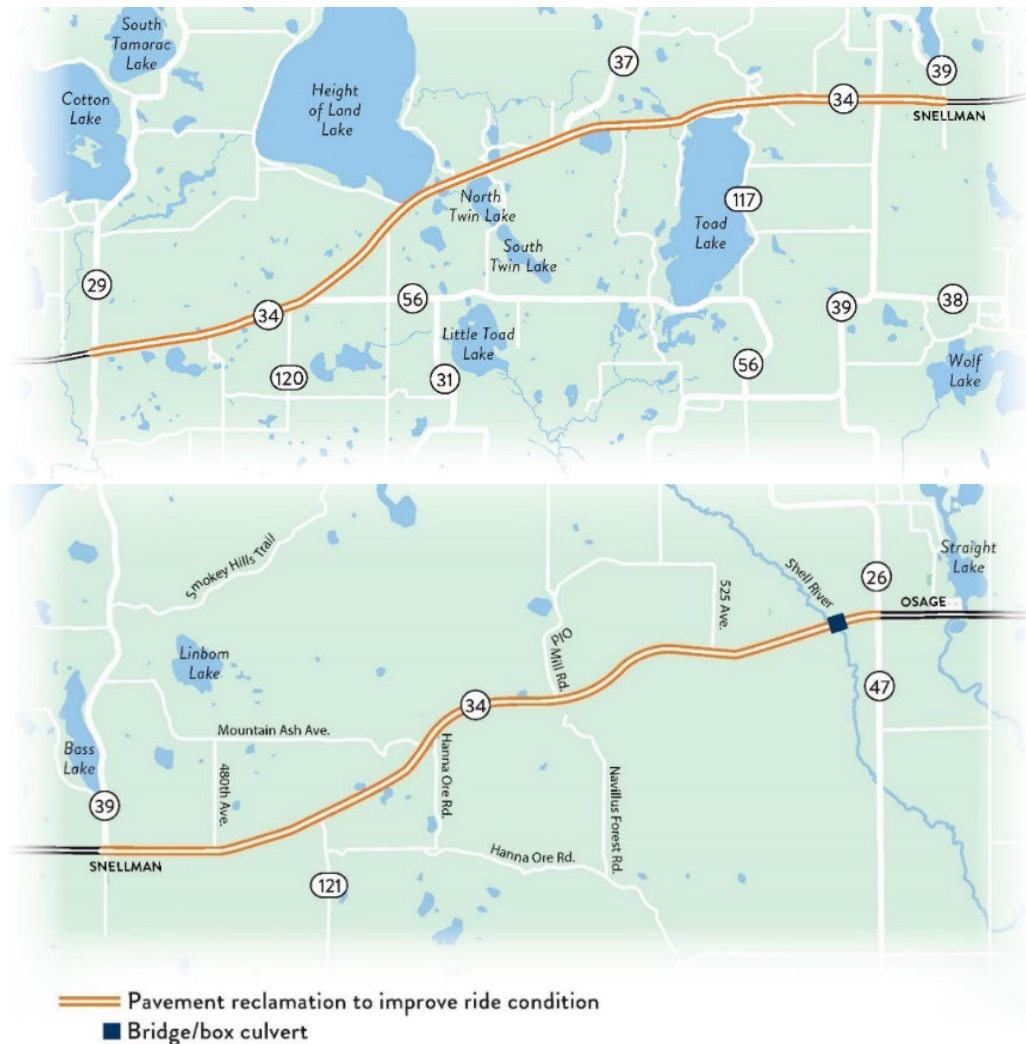 South
Tamarac
Lake
Cotton
Lake
Height
of Land
Lake
37
39
34
SNELLMAN
North
Twin Lake
117
Toad
Lake
South
Twin Lake
29
34
56
39
38
Little Toad
Lake
120
31
56
Wolf
Lake
Smokey Hills Trail
Shell River
Straight
Lake
26
525 Ave.
OSAGE
Linbom
Lake
Old
Mill Rd.
47
34
Mountain Ash Ave.
Bass
Lake
480th Ave.
Hanna Ore Rd.
Navillus Forest Rd.
39
SNELLMAN
Hanna Ore Rd.
121
Pavement reclamation to improve ride condition
Bridge/box culvert